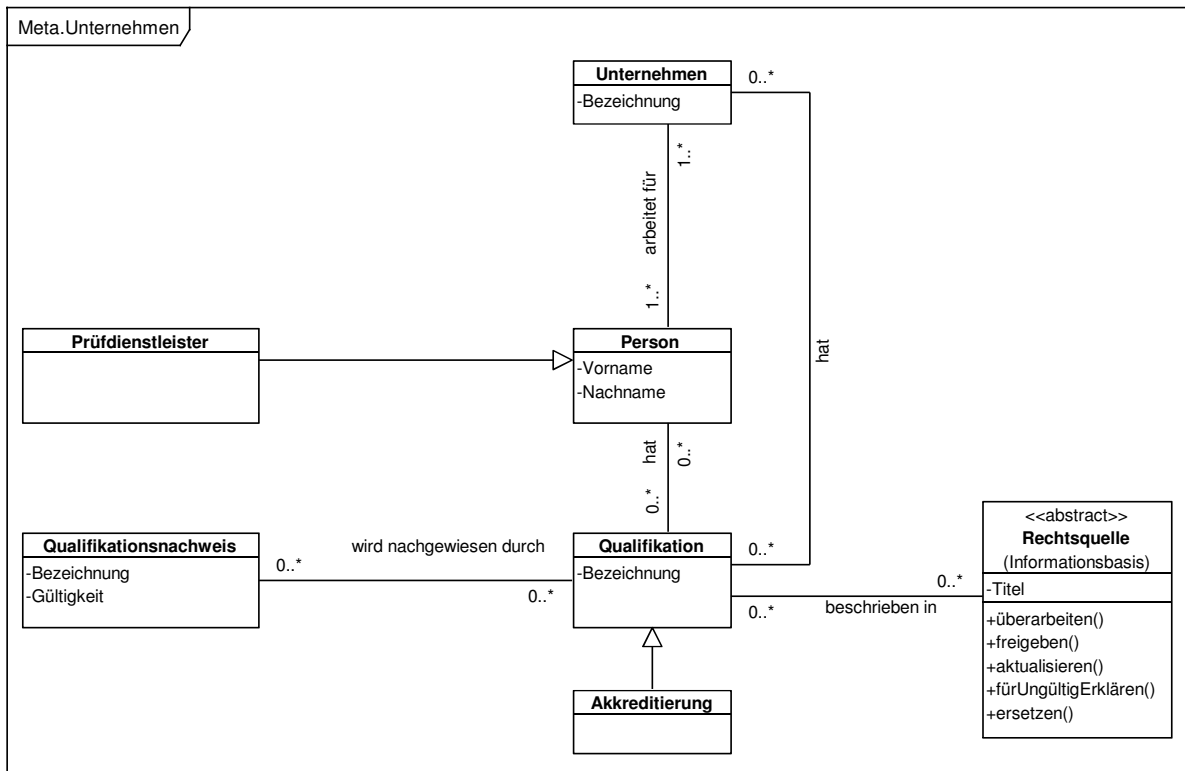 Meta.Unternehmen
Unternehmen
-Bezeichnung
0..*
1..*
arbeitet für
1..*
hat
Prüfdienstleister
Person
-Vorname
-Nachname
hat
0..*
0..*
Qualifikationsnachweis
-Bezeichnung
-Gültigkeit
0..*
wird nachgewiesen durch
0..*
Qualifikation
-Bezeichnung
0..*
0..*
beschrieben in
0..*
<<abstract>>
Rechtsquelle
(Informationsbasis)
-Titel
+überarbeiten()
+freigeben()
+aktualisieren()
+fürUngültigErklären()
+ersetzen()
Akkreditierung